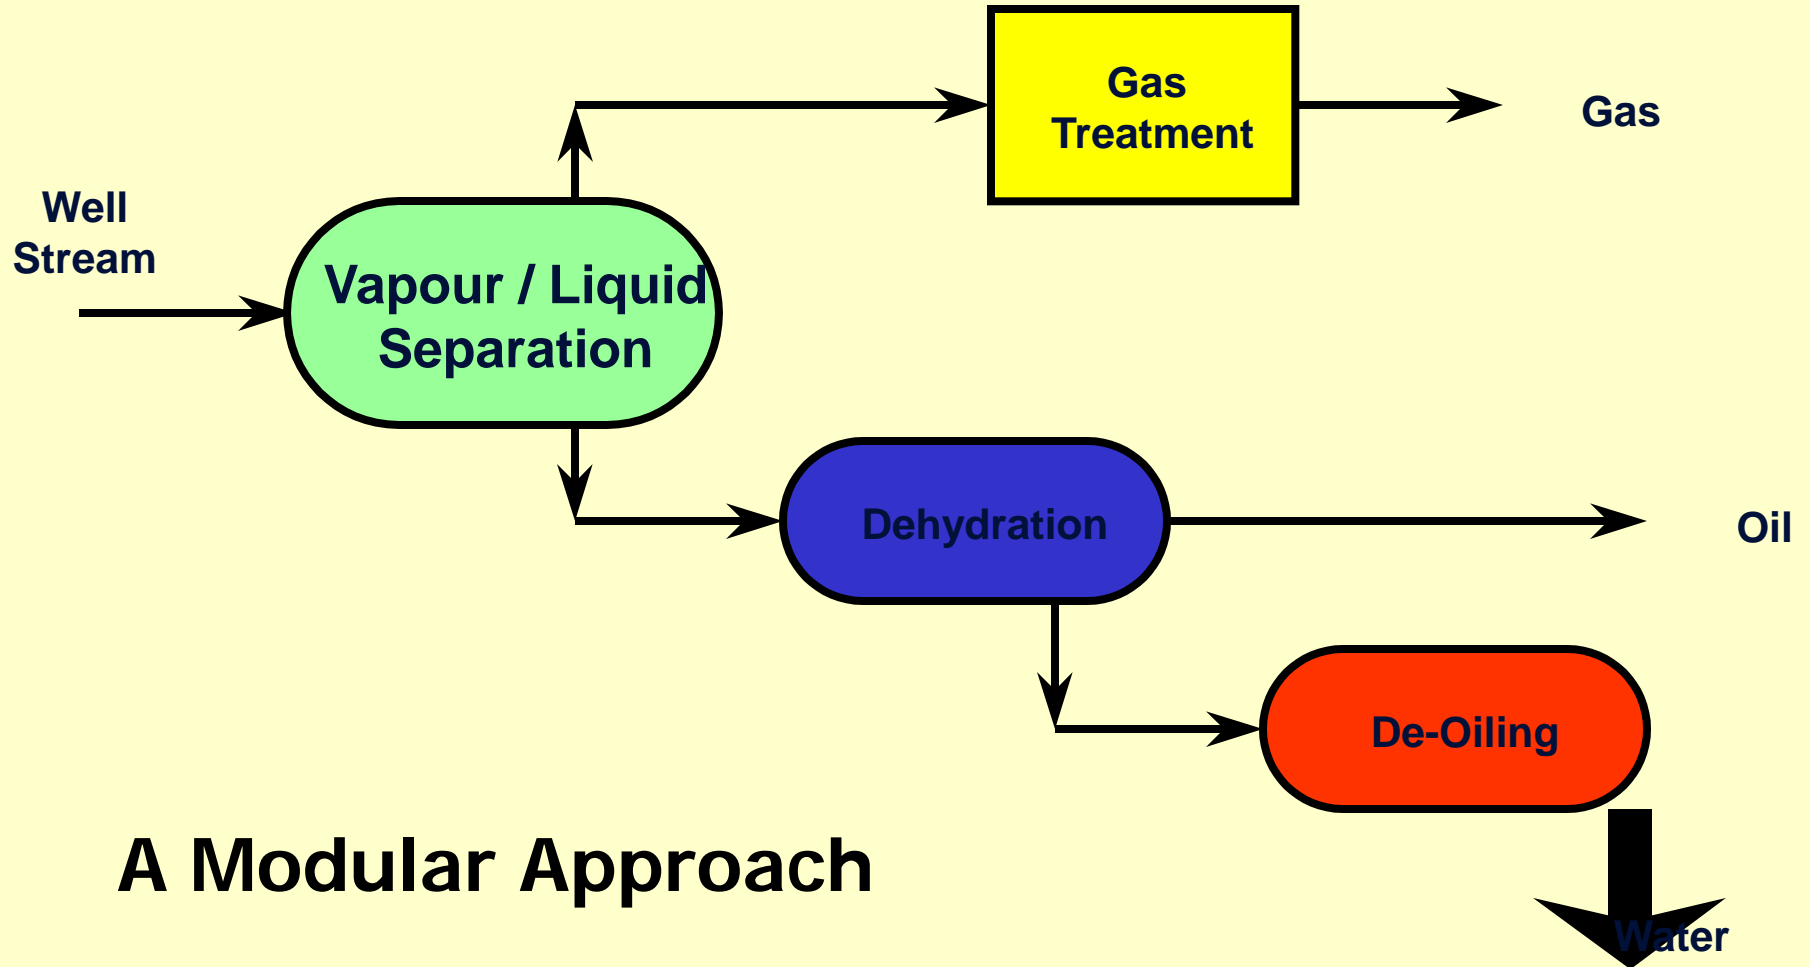 Gas
Treatment
Gas
Well
Stream
Vapour / Liquid
Separation
Dehydration
Oil
De-Oiling
A Modular Approach
Water